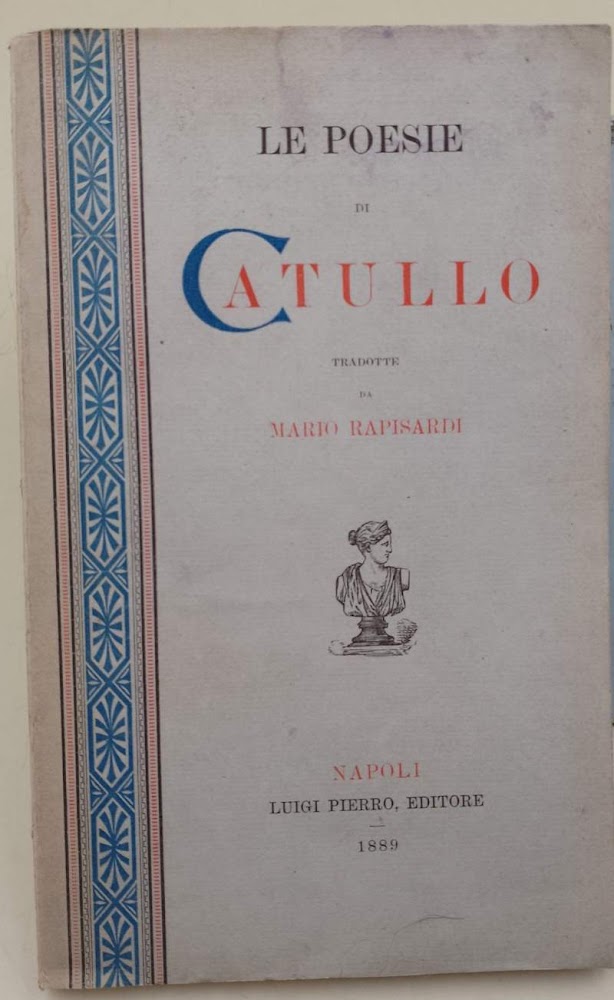 LE POESIE
DI
CATULLO
TRADOTTE
DA
MARIO RAPISARDI
NAPOLI
LUIGI PIERRO, EDITORE
1889